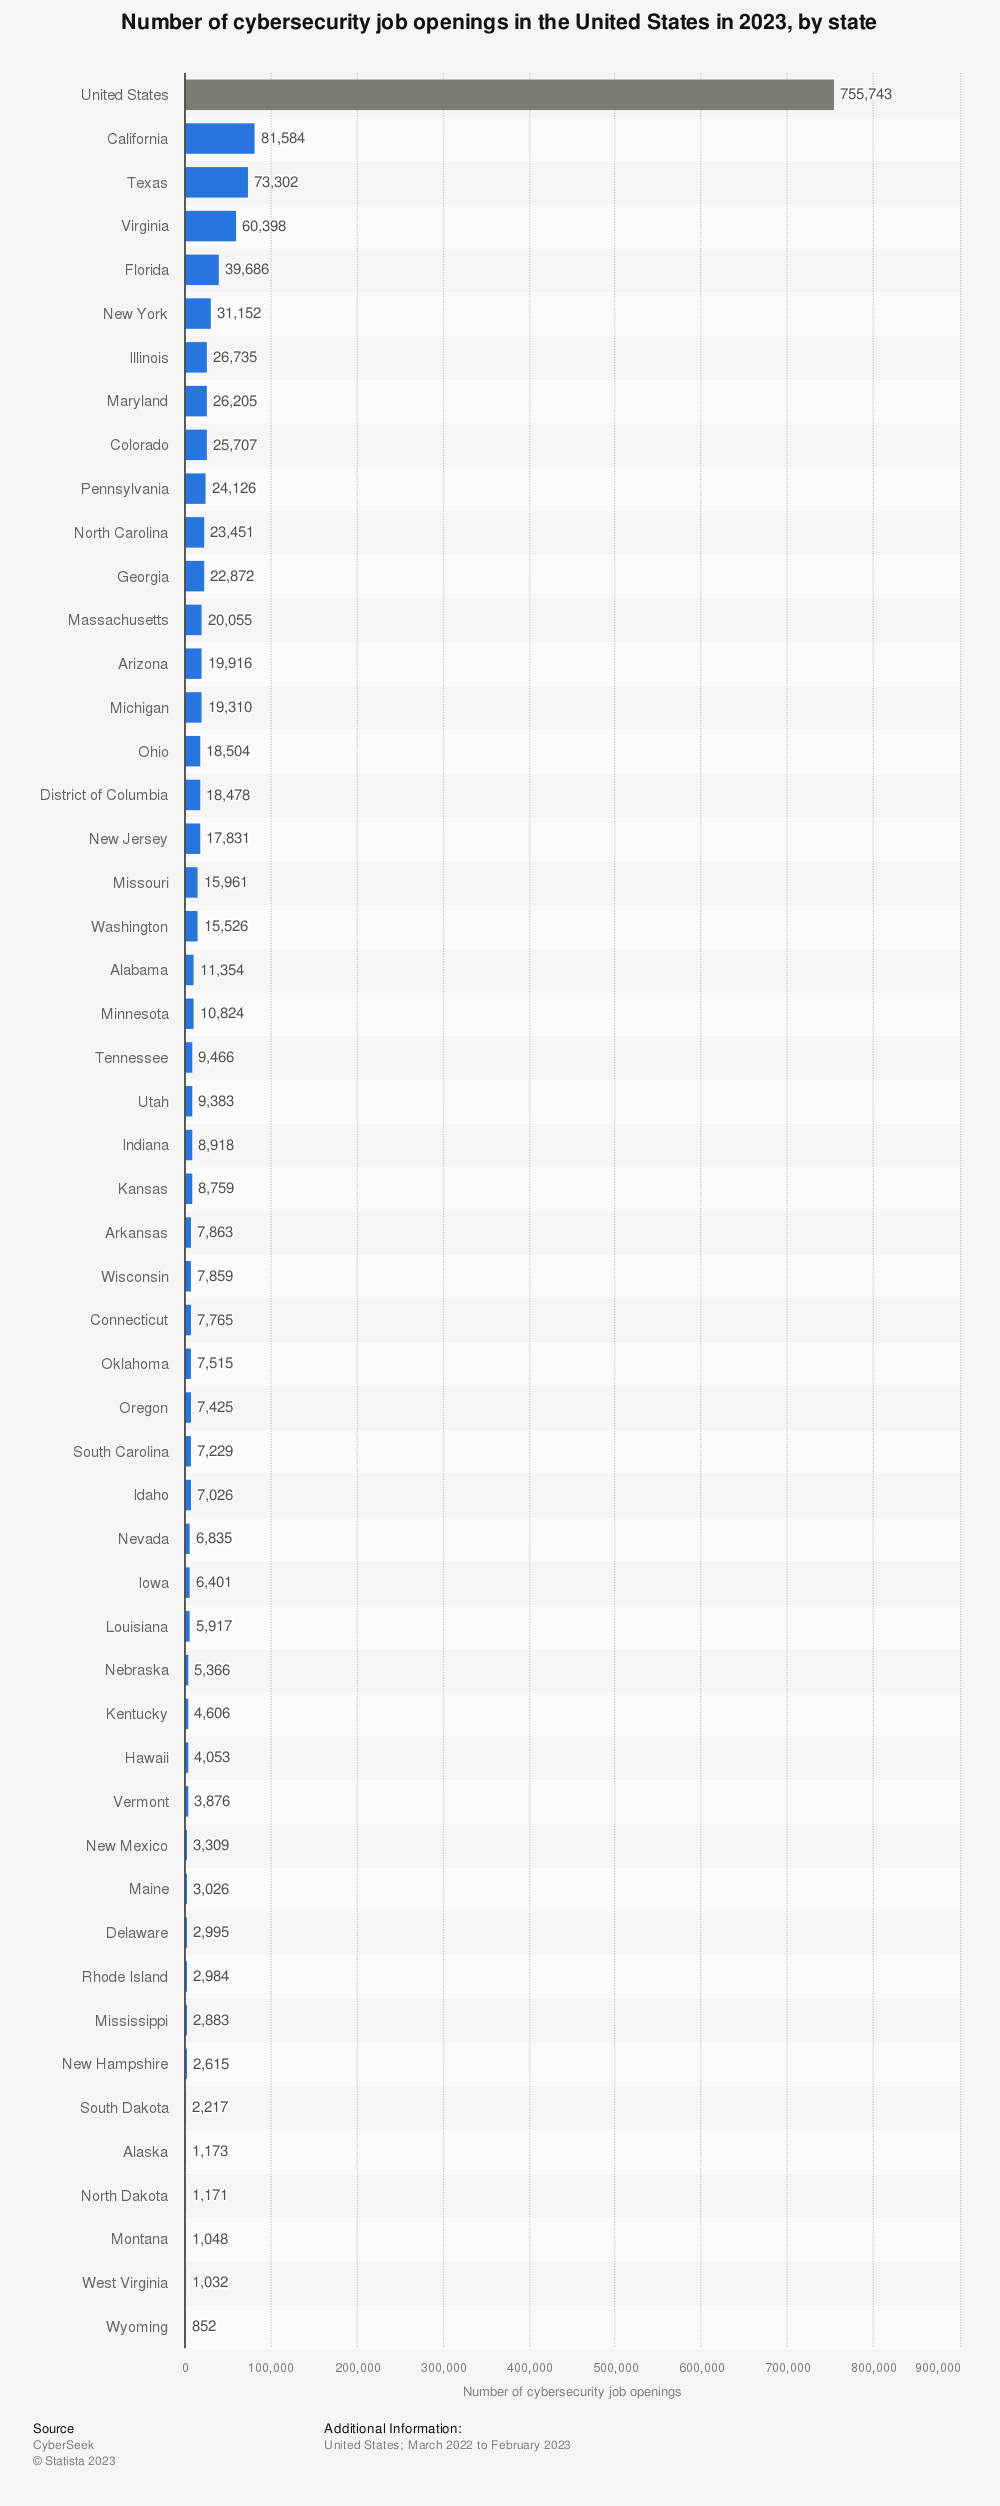 Number of cybersecurity job openings in the United States in 2023, by state
United States 755,743
California 81,584
Texas 73,302
Virginia 60,398
Florida 39,686
New York 31,152
Illinois 26,735
Maryland 26,205
Colorado 25,707
Pennsylvania 24,126
North Carolina 23,451
Georgia 22,872
Massachusetts 20,055
Arizona 19,916
Michigan 19,310
Ohio 18,504
District of Columbia 18,478
New Jersey 17,831
Missouri 15,961
Washington 15,526
Alabama 11,354
Minnesota 10,824
Tennessee 9,466
Utah 9,383
Indiana 8,918
Kansas 8,759
Arkansas 7,863
Wisconsin 7,859
Connecticut 7,765
Oklahoma 7,515
Oregon 7,425
South Carolina 7,229
Idaho 7,026
Nevada 6,835
Iowa 6,401
Louisiana 5,917
Nebraska 5,366
Kentucky 4,606
Hawaii 4,053
Vermont 3,876
New Mexico 3,309
Maine 3,026
Delaware 2,995
Rhode Island 2,984
Mississippi 2,883
New Hampshire 2,615
South Dakota 2,217
Alaska 1,173
North Dakota 1,171
Montana 1,048
West Virginia 1,032
Wyoming 852
0 100,000 200,000 300,000 400,000 500,000 600,000 700,000 800,000 900,000
Number of cybersecurity job openings
Source
CyberSeek
© Statista 2023
Additional Information:
United States; March 2022 to February 2023